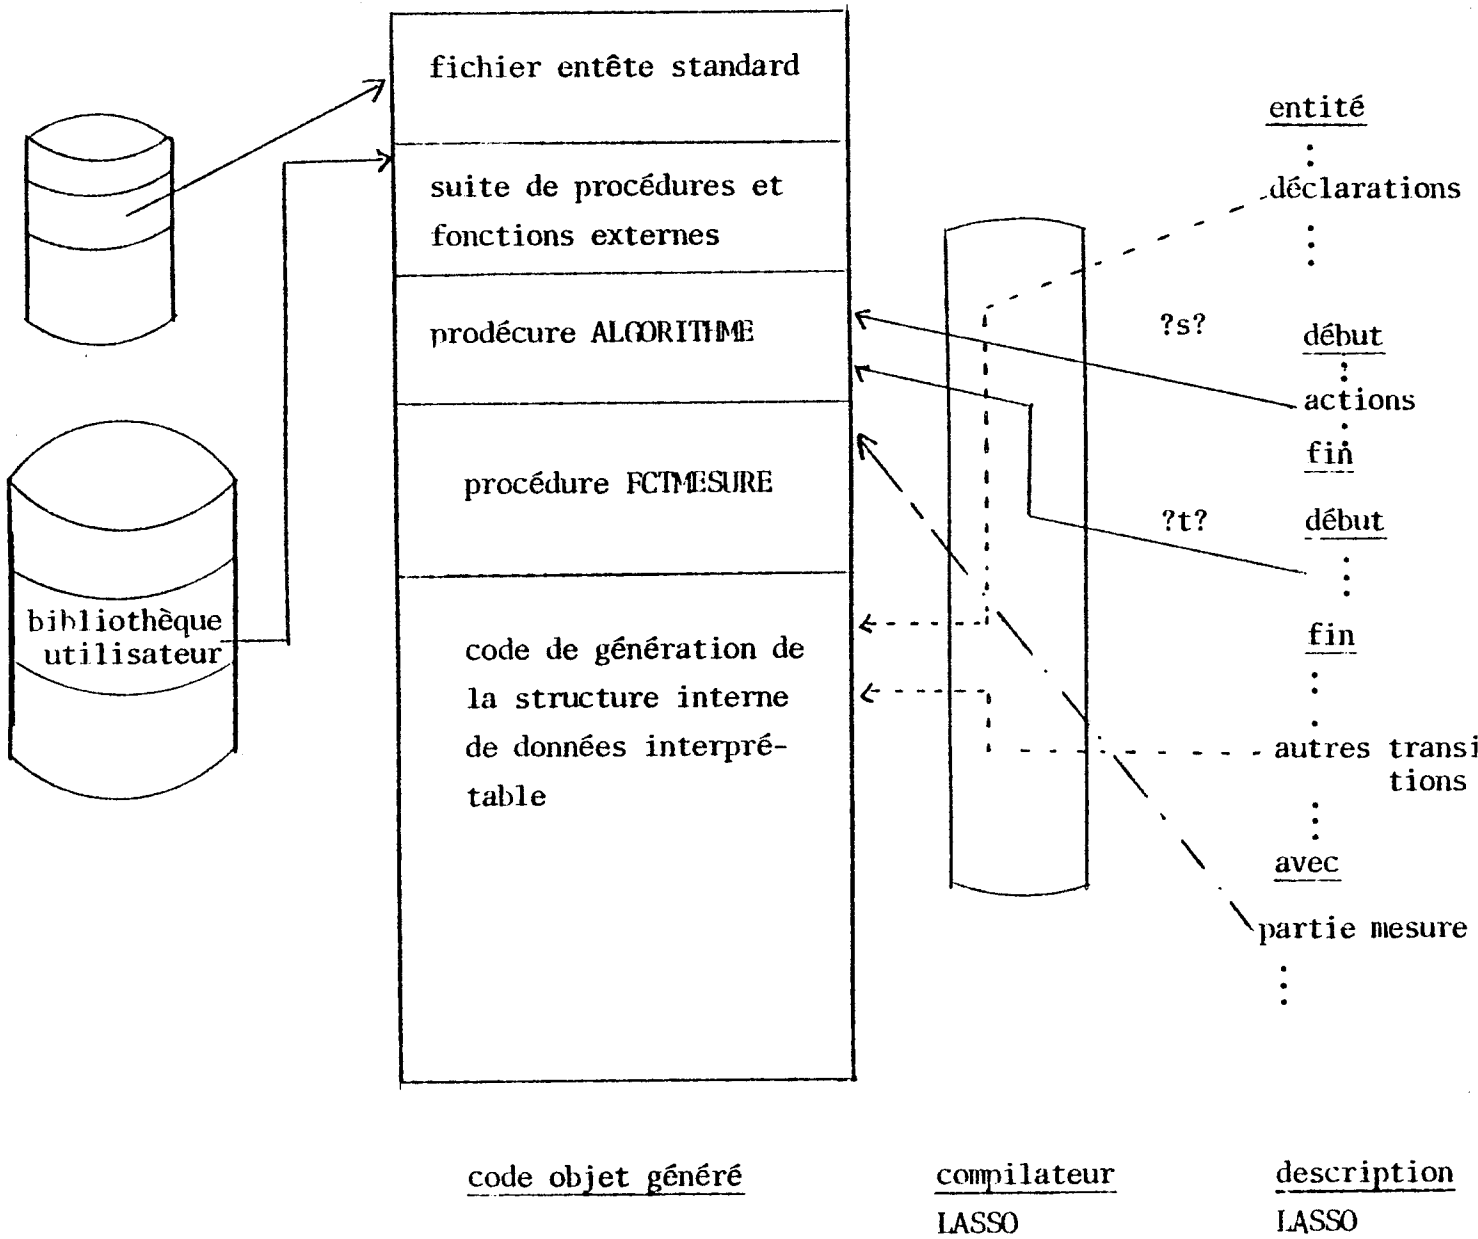 fichier entête standard
suite de procédures et
fonctions externes
prodécure ALGORITHME
procédure FCTMESURE
code de génération de
la structure interne
de données interpré-
table
bibliothèque
utilisateur
entité
déclarations
?s?
début
actions
fin
?t?
début
fin
autres transi
tions
avec
partie mesure
code objet généré
compilateur
LASSO
description
LASSO